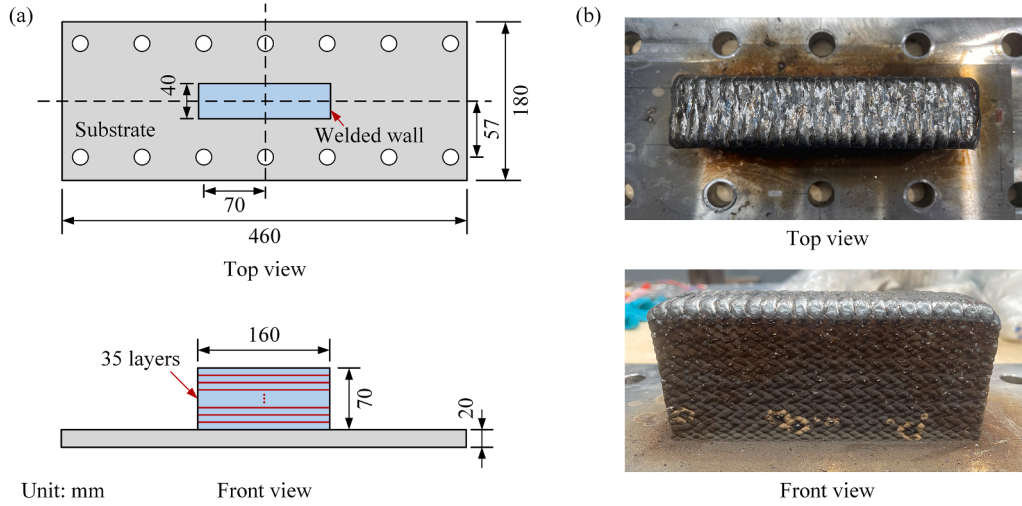 (a)
40
Substrate
Welded wall
57
180
70
460
Top view
160
35 layers
70
20
Unit: mm
Front view
(b)
Top view
Front view